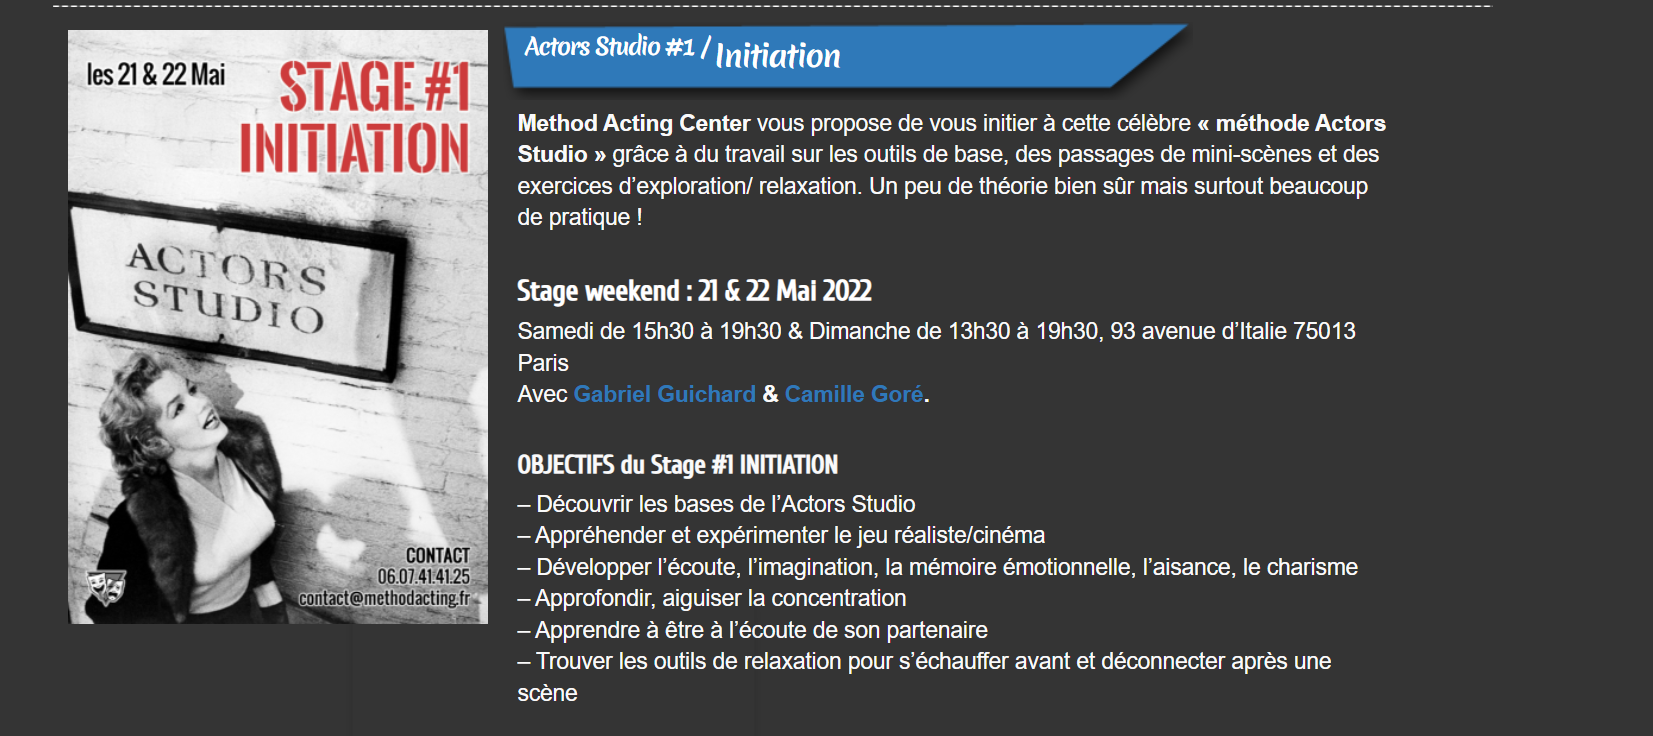 les 21 & 22 Mai
STAGE #1
INITIATION
ACTORS
STUDIO
CONTACT
06.07.41.41.25
contact@methodacting.fr
Actors Studio #1 / Initiation
Method Acting Center vous propose de vous initier à cette célèbre « méthode Actors
Studio » grâce à du travail sur les outils de base, des passages de mini-scènes et des
exercices d’exploration/ relaxation. Un peu de théorie bien sûr mais surtout beaucoup
de pratique !
Stage weekend : 21 & 22 Mai 2022
Samedi de 15h30 à 19h30 & Dimanche de 13h30 à 19h30, 93 avenue d’Italie 75013
Paris
Avec Gabriel Guichard & Camille Goré.
OBJECTIFS du Stage #1 INITIATION
– Découvrir les bases de l’Actors Studio
– Appréhender et expérimenter le jeu réaliste/cinéma
– Développer l’écoute, l’imagination, la mémoire émotionnelle, l’aisance, le charisme
– Approfondir, aiguiser la concentration
– Apprendre à être à l’écoute de son partenaire
– Trouver les outils de relaxation pour s’échauffer avant et déconnecter après une
scène